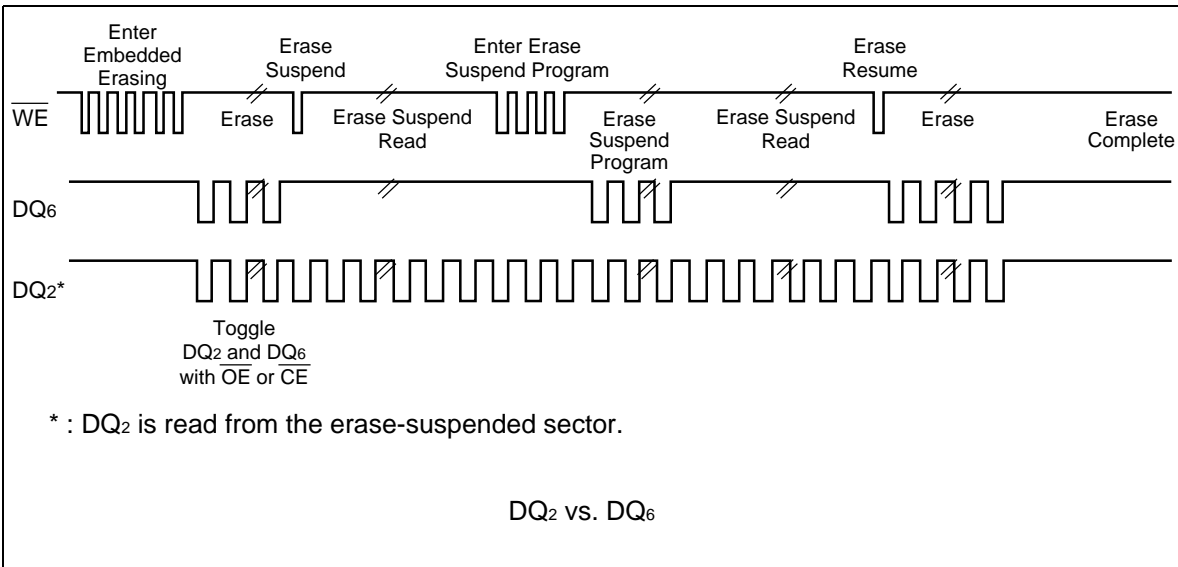 Enter
Embedded
Erasing
Erase
Suspend
Enter Erase
Suspend Program
Erase
Resume
WE
Erase
Erase Suspend
Read
Erase
Suspend
Program
Erase Suspend
Read
Erase
Erase
Complete
DQ6
DQ2*
Toggle
DQ2 and DQ6
with OE or CE
* : DQ2 is read from the erase-suspended sector.
DQ2 vs. DQ6